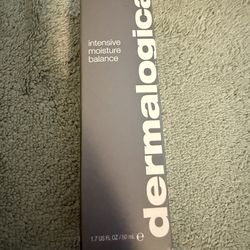 intensive
moisture
balance
dermalogica
1.7 US FL OZ / 50 mL ℮